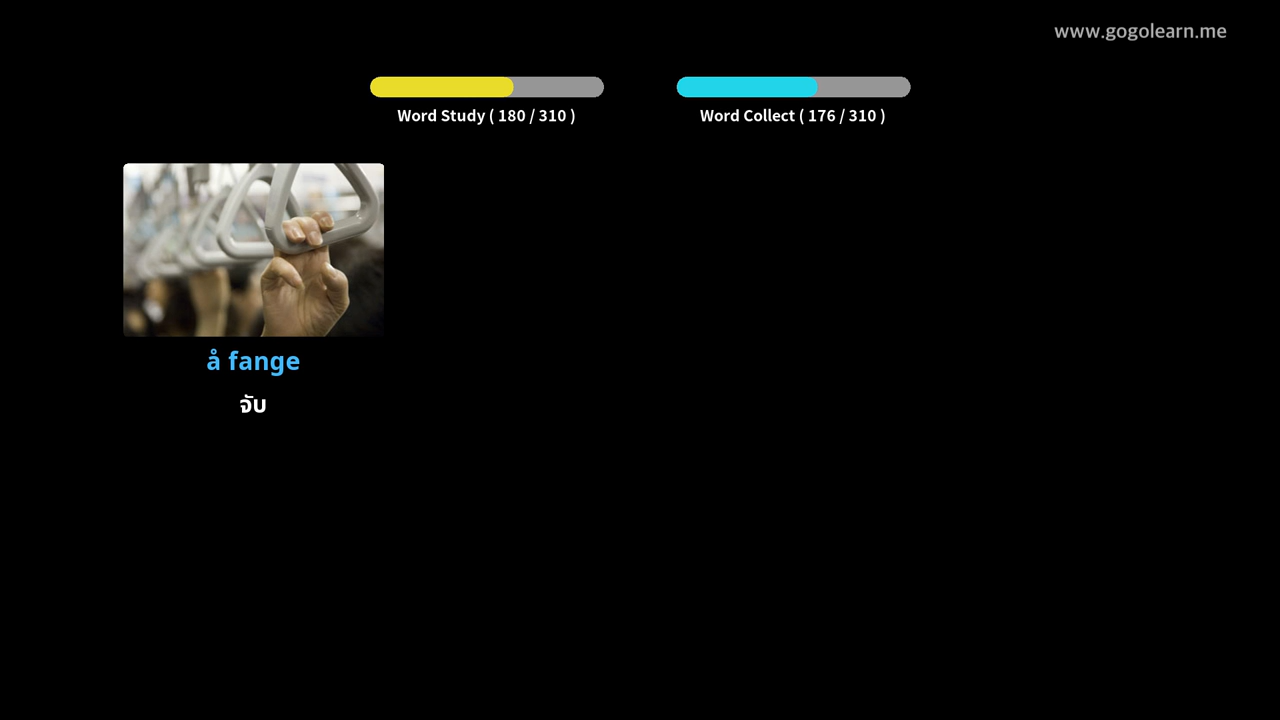 www.gogolearn.me
Word Study ( 180 / 310 )
Word Collect ( 176 / 310 )
å fange
จับ